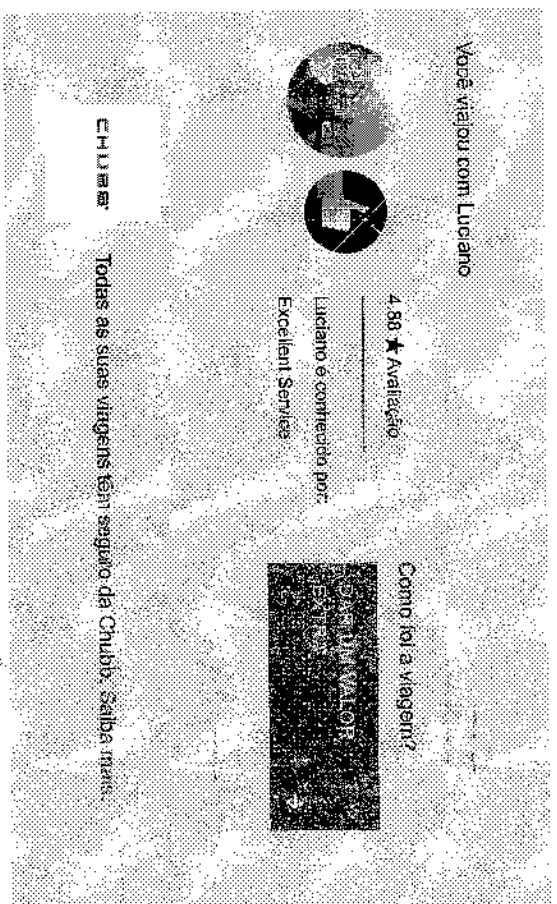 Você viajou com Luciano
4.88 ★ Avaliação
Luciano é conhecido por:
Excellent Service
Como foi a viagem?
DAR UM VALOR
EXTRA
CHUBB
Todas as suas viagens têm seguro da Chubb. Saiba mais.